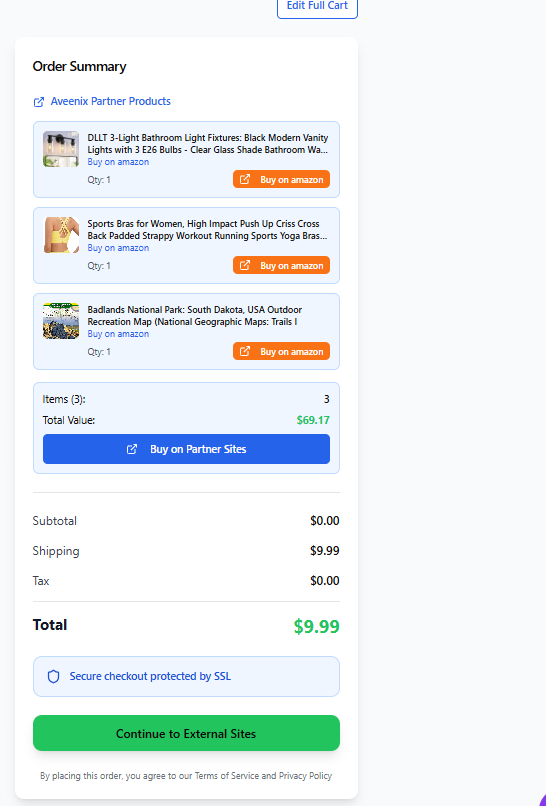 Edit Full Cart
Order Summary
Aveenix Partner Products
DLLT 3-Light Bathroom Light Fixtures: Black Modern Vanity
Lights with 3 E26 Bulbs - Clear Glass Shade Bathroom Wa...
Buy on amazon
Qty: 1
Buy on amazon
Sports Bras for Women, High Impact Push Up Criss Cross
Back Padded Strappy Workout Running Sports Yoga Bras...
Buy on amazon
Qty: 1
Buy on amazon
Badlands National Park: South Dakota, USA Outdoor
Recreation Map (National Geographic Maps: Trails I
Buy on amazon
Qty: 1
Buy on amazon
Items (3): 3
Total Value: $69.17
Buy on Partner Sites
Subtotal $0.00
Shipping $9.99
Tax $0.00
Total $9.99
Secure checkout protected by SSL
Continue to External Sites
By placing this order, you agree to our Terms of Service and Privacy Policy